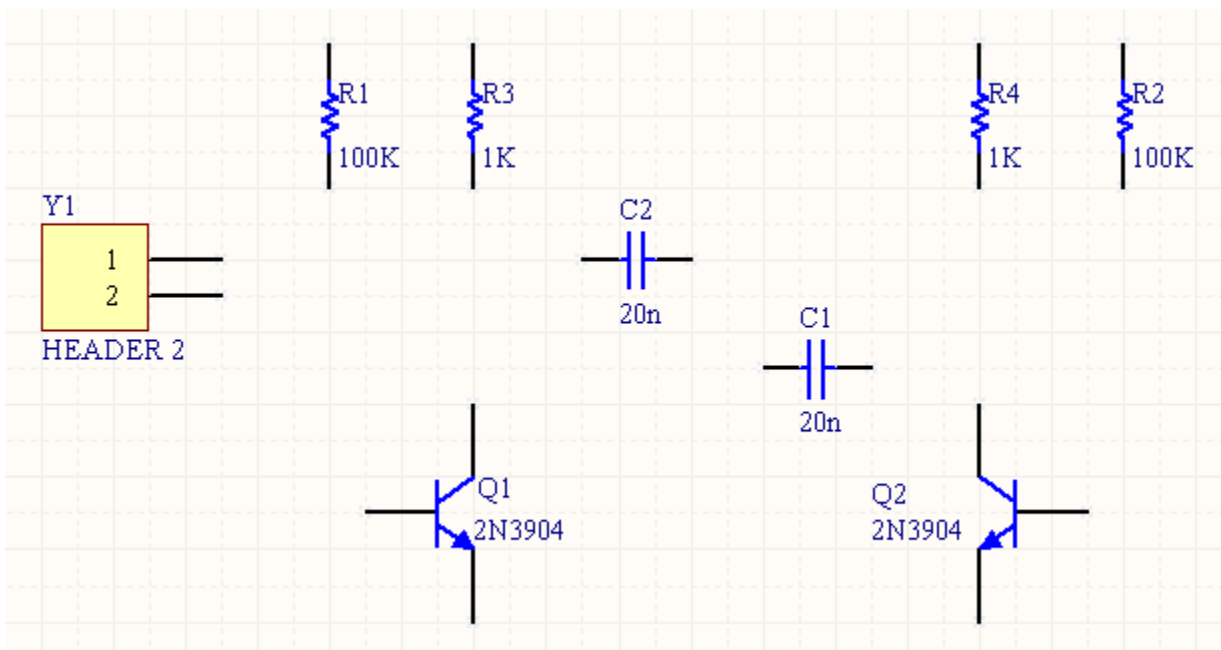 R1
100K
R3
1K
R4
1K
R2
100K
Y1
1
2
HEADER 2
C2
20n
C1
20n
Q1
2N3904
Q2
2N3904